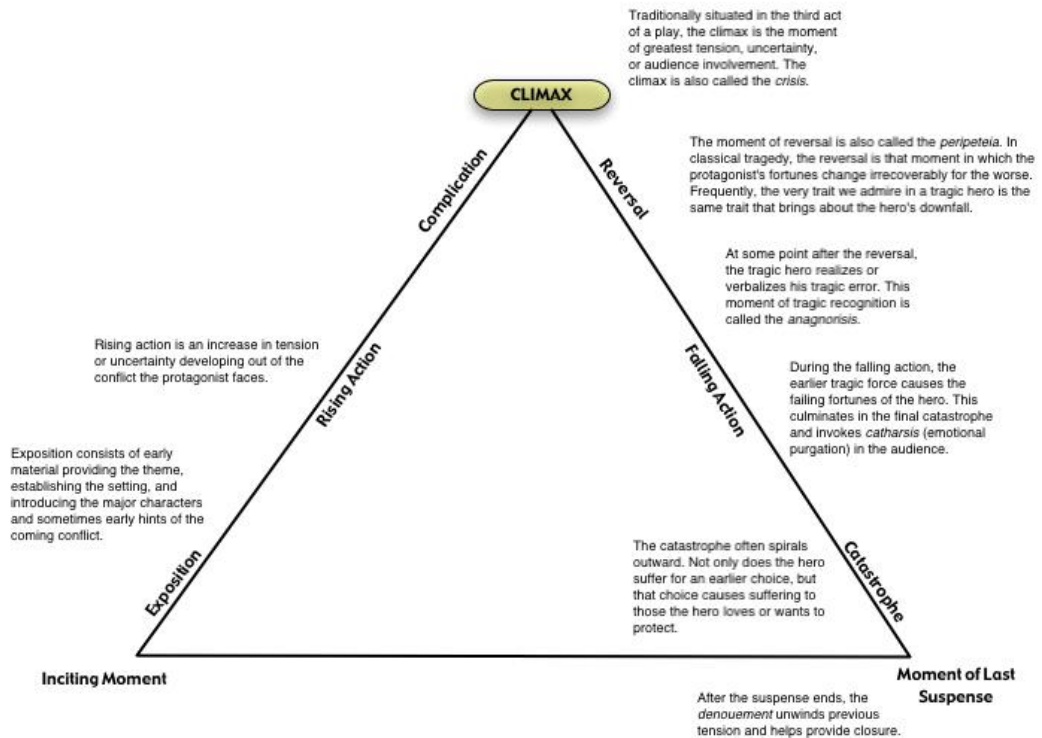 Traditionally situated in the third act
of a play, the climax is the moment
of greatest tension, uncertainty,
or audience involvement. The
climax is also called the crisis.
CLIMAX
The moment of reversal is also called the peripeteia. In
classical tragedy, the reversal is that moment in which the
protagonist's fortunes change irrecoverably for the worse.
Frequently, the very trait we admire in a tragic hero is the
same trait that brings about the hero's downfall.
Complication
Reversal
At some point after the reversal,
the tragic hero realizes or
verbalizes his tragic error. This
moment of tragic recognition is
called the anagnorisis.
Rising action is an increase in tension
or uncertainty developing out of the
conflict the protagonist faces.
Rising Action
Falling Action
During the falling action, the
earlier tragic force causes the
failing fortunes of the hero. This
culminates in the final catastrophe
and invokes catharsis (emotional
purgation) in the audience.
Exposition consists of early
material providing the theme,
establishing the setting, and
introducing the major characters
and sometimes early hints of the
coming conflict.
Exposition
The catastrophe often spirals
outward. Not only does the hero
suffer for an earlier choice, but
that choice causes suffering to
those the hero loves or wants to
protect.
Catastrophe
Inciting Moment
Moment of Last
Suspense
After the suspense ends, the
denouement unwinds previous
tension and helps provide closure.